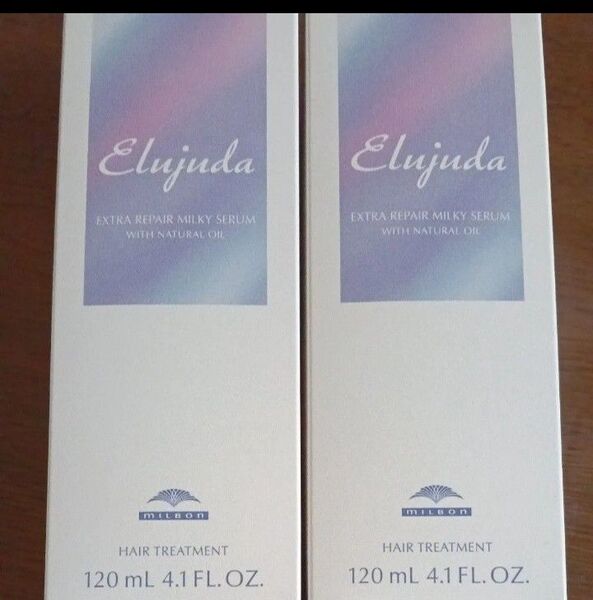 Elujuda
EXTRA REPAIR MILKY SERUM
WITH NATURAL OIL
MILBON
HAIR TREATMENT
120 mL 4.1 FL. OZ.
Elujuda
EXTRA REPAIR MILKY SERUM
WITH NATURAL OIL
MILBON
HAIR TREATMENT
120 mL 4.1 FL. OZ.